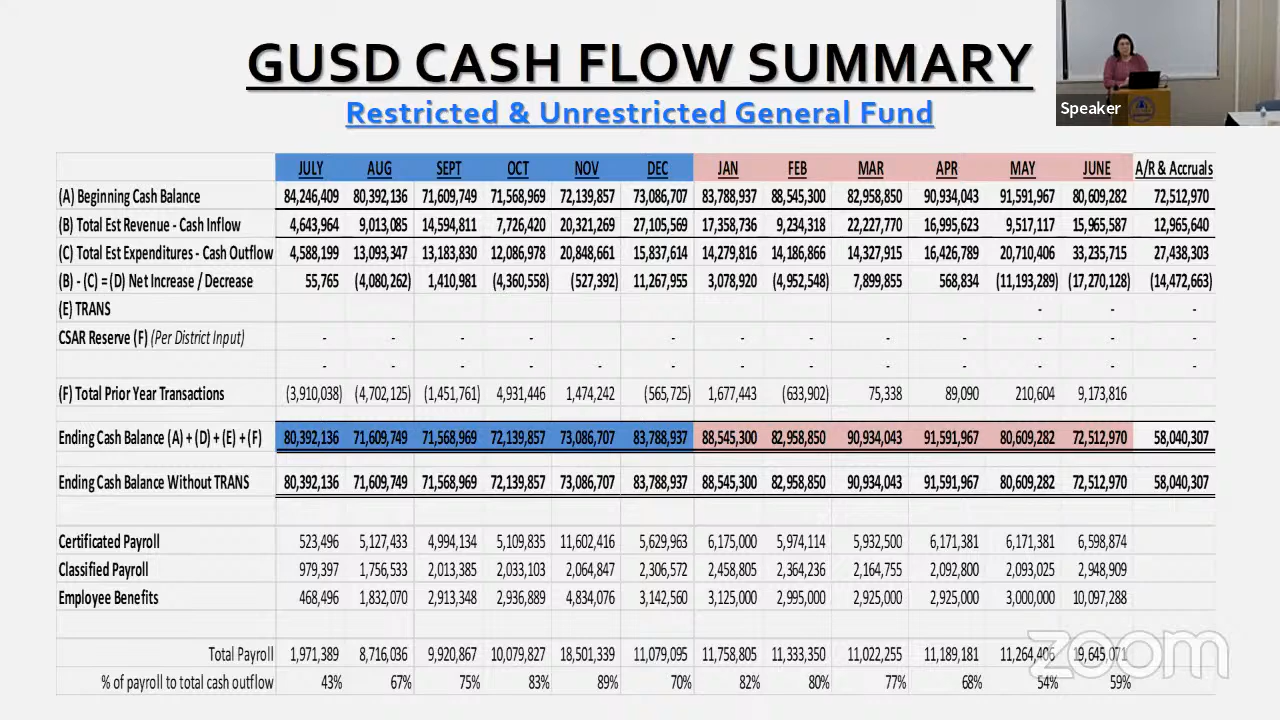 GUSD CASH FLOW SUMMARY
Restricted & Unrestricted General Fund
Speaker
JULY AUG SEPT OCT NOV DEC JAN FEB MAR APR MAY JUNE A/R & Accruals
(A) Beginning Cash Balance 84,246,409 80,392,136 71,609,749 71,568,969 72,139,857 73,086,707 83,788,937 88,545,300 82,958,850 90,934,043 91,591,967 80,609,282 72,512,970
(B) Total Est Revenue - Cash Inflow 4,643,964 9,013,085 14,594,811 7,726,420 20,321,269 27,105,569 17,358,736 9,234,318 22,227,770 16,995,623 9,517,117 15,965,587 12,965,640
(C) Total Est Expenditures - Cash Outflow 4,588,199 13,093,347 13,183,830 12,086,978 20,848,661 15,837,614 14,279,816 14,186,866 14,327,915 16,426,789 20,710,406 33,235,715 27,438,303
(B) - (C) = (D) Net Increase / Decrease 55,765 (4,080,262) 1,410,981 (4,360,558) (527,392) 11,267,955 3,078,920 (4,952,548) 7,899,855 568,834 (11,193,289) (17,270,128) (14,472,663)
(E) TRANS - - -
CSAR Reserve (F) (Per District Input) - - - - - - - - - - - -
- - - - - - - - - - - -
(F) Total Prior Year Transactions (3,910,038) (4,702,125) (1,451,761) 4,931,446 1,474,242 (565,725) 1,677,443 (633,902) 75,338 89,090 210,604 9,173,816
Ending Cash Balance (A) + (D) + (E) + (F) 80,392,136 71,609,749 71,568,969 72,139,857 73,086,707 83,788,937 88,545,300 82,958,850 90,934,043 91,591,967 80,609,282 72,512,970 58,040,307
Ending Cash Balance Without TRANS 80,392,136 71,609,749 71,568,969 72,139,857 73,086,707 83,788,937 88,545,300 82,958,850 90,934,043 91,591,967 80,609,282 72,512,970 58,040,307
Certificated Payroll 523,496 5,127,433 4,994,134 5,109,835 11,602,416 5,629,963 6,175,000 5,974,114 5,932,500 6,171,381 6,171,381 6,598,874
Classified Payroll 979,397 1,756,533 2,013,385 2,033,103 2,064,847 2,306,572 2,458,805 2,364,236 2,164,755 2,092,800 2,093,025 2,948,909
Employee Benefits 468,496 1,832,070 2,913,348 2,936,889 4,834,076 3,142,560 3,125,000 2,995,000 2,925,000 2,925,000 3,000,000 10,097,288
Total Payroll 1,971,389 8,716,036 9,920,867 10,079,827 18,501,339 11,079,095 11,758,805 11,333,350 11,022,255 11,189,181 11,264,406 19,645,071
% of payroll to total cash outflow 43% 67% 75% 83% 89% 70% 82% 80% 77% 68% 54% 59%
zoom